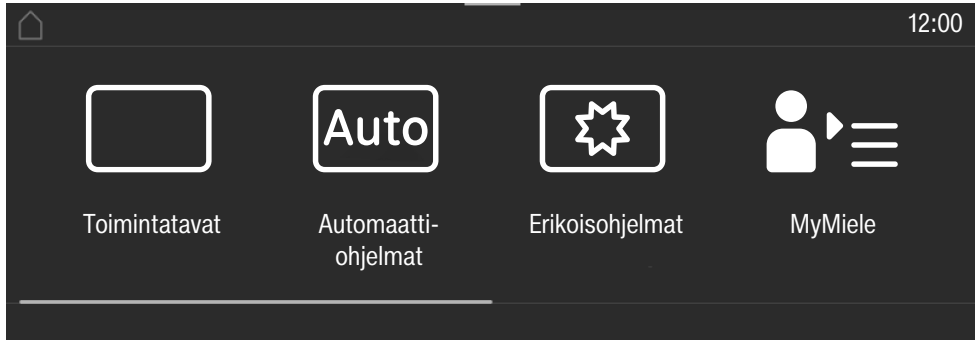 12:00
Auto
Toimintatavat
Automaatti-
ohjelmat
Erikoisohjelmat
MyMiele